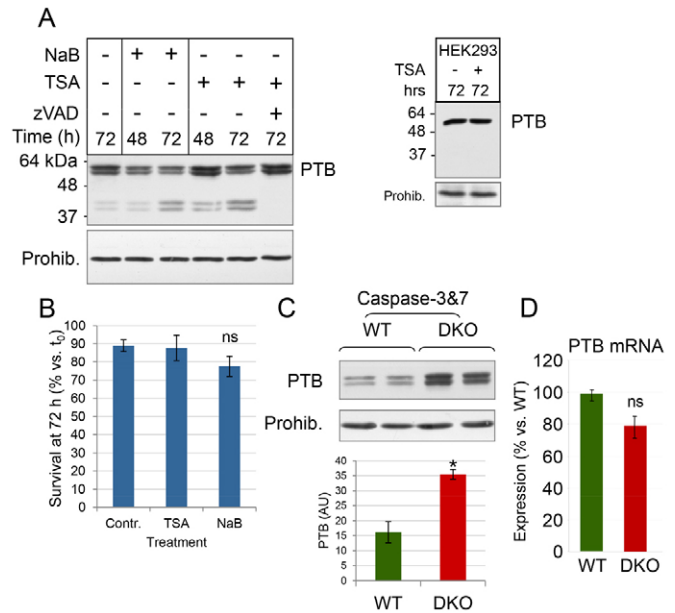 A
NaB - + + - - -
TSA - - - + + +
zVAD +
Time (h) 72 48 72 48 72 72
64 kDa
48
37
PTB
Prohib.
HEK293
TSA - +
hrs 72 72
64
48
37
PTB
Prohib.
B
Survival at 72 h (% vs. t0)
100
90
80
70
60
50
40
30
20
10
0
ns
Contr. TSA NaB
Treatment
C
Caspase-3&7
WT DKO
PTB
Prohib.
PTB (AU)
40
35
30
25
20
15
10
5
0
*
WT DKO
D
PTB mRNA
Expression (% vs. WT)
120
100
80
60
40
20
0
ns
WT DKO